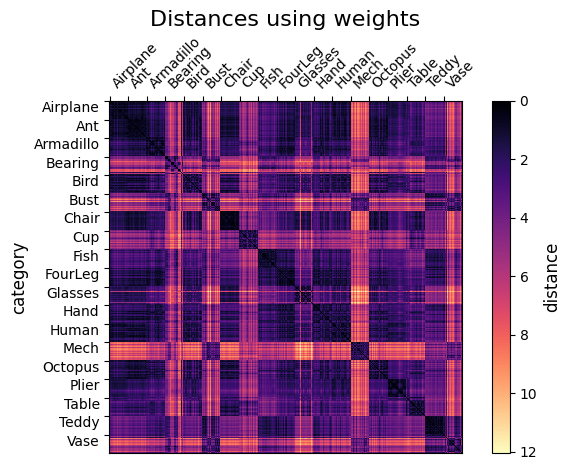 Distances using weights
Airplane
Ant
Armadillo
Bearing
Bird
Bust
Chair
Cup
Fish
FourLeg
Glasses
Hand
Human
Mech
Octopus
Plier
Table
Teddy
Vase
Airplane
Ant
Armadillo
Bearing
Bird
Bust
Chair
Cup
Fish
FourLeg
Glasses
Hand
Human
Mech
Octopus
Plier
Table
Teddy
Vase
category
0
2
4
6
8
10
12
distance